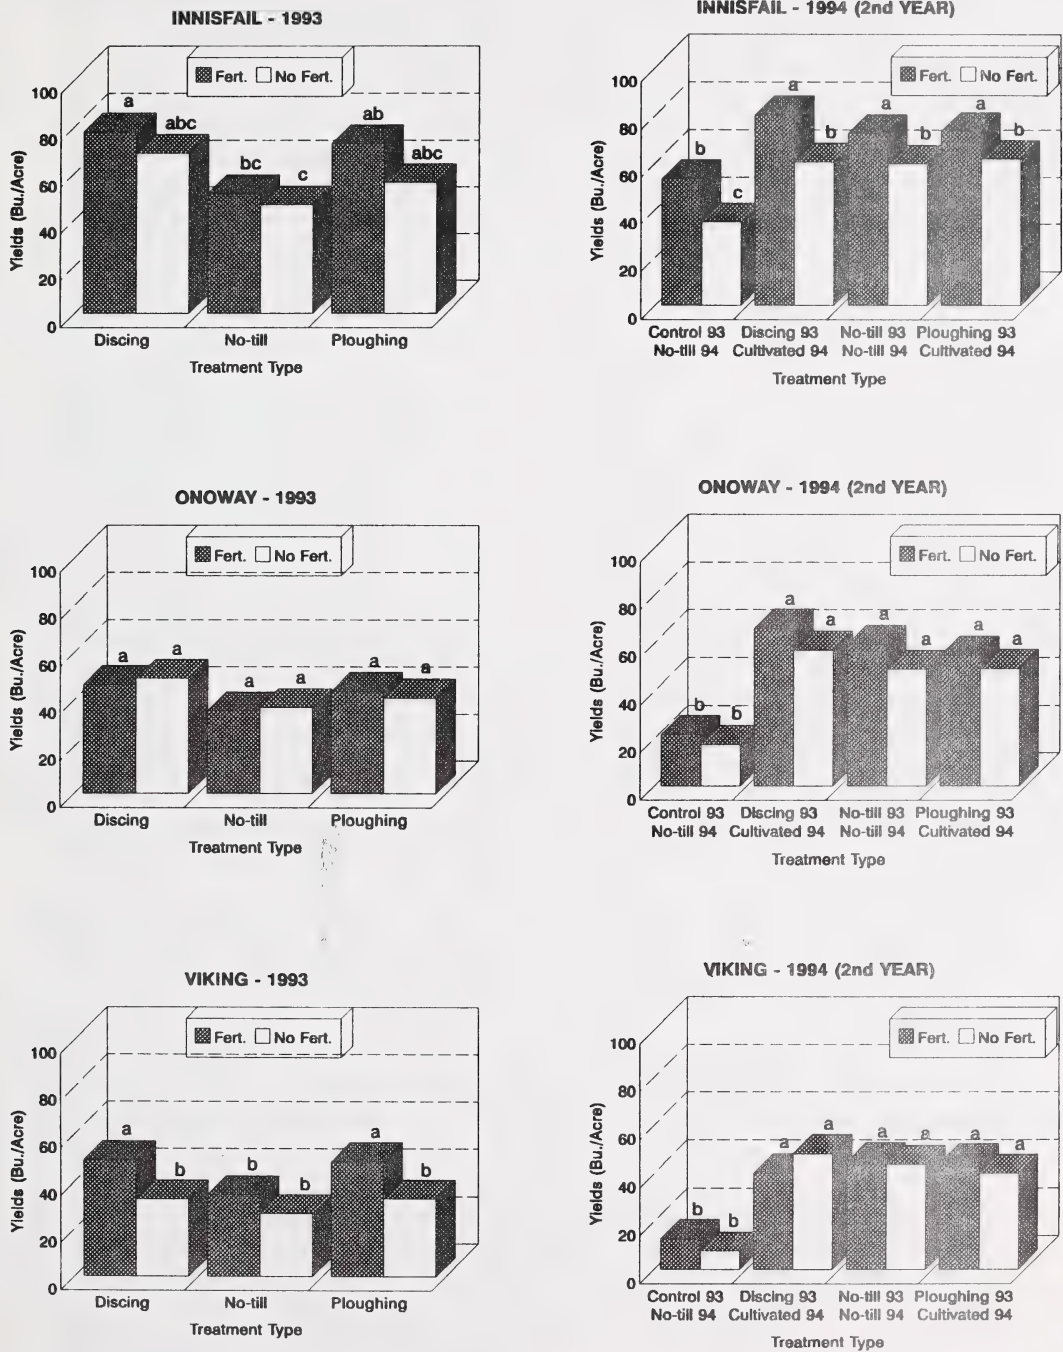 INNISFAIL - 1993
Fert. No Fert.
Yields (Bu./Acre)
100
80
60
40
20
0
a
abc
bc
c
ab
abc
Discing
No-till
Ploughing
Treatment Type
INNISFAIL - 1994 (2nd YEAR)
Fert. No Fert.
Yields (Bu./Acre)
100
80
60
40
20
0
b
c
a
b
a
b
a
b
Control 93 Discing 93 No-till 93 Ploughing 93
No-till 94 Cultivated 94 No-till 94 Cultivated 94
Treatment Type
ONOWAY - 1993
Fert. No Fert.
Yields (Bu./Acre)
100
80
60
40
20
0
a
a
a
a
a
a
Discing
No-till
Ploughing
Treatment Type
ONOWAY - 1994 (2nd YEAR)
Fert. No Fert.
Yields (Bu./Acre)
100
80
60
40
20
0
b
b
a
a
a
a
a
a
Control 93 Discing 93 No-till 93 Ploughing 93
No-till 94 Cultivated 94 No-till 94 Cultivated 94
Treatment Type
VIKING - 1993
Fert. No Fert.
Yields (Bu./Acre)
100
80
60
40
20
0
a
b
b
b
a
b
Discing
No-till
Ploughing
Treatment Type
VIKING - 1994 (2nd YEAR)
Fert. No Fert.
Yields (Bu./Acre)
100
80
60
40
20
0
b
b
a
a
a
a
a
a
Control 93 Discing 93 No-till 93 Ploughing 93
No-till 94 Cultivated 94 No-till 94 Cultivated 94
Treatment Type